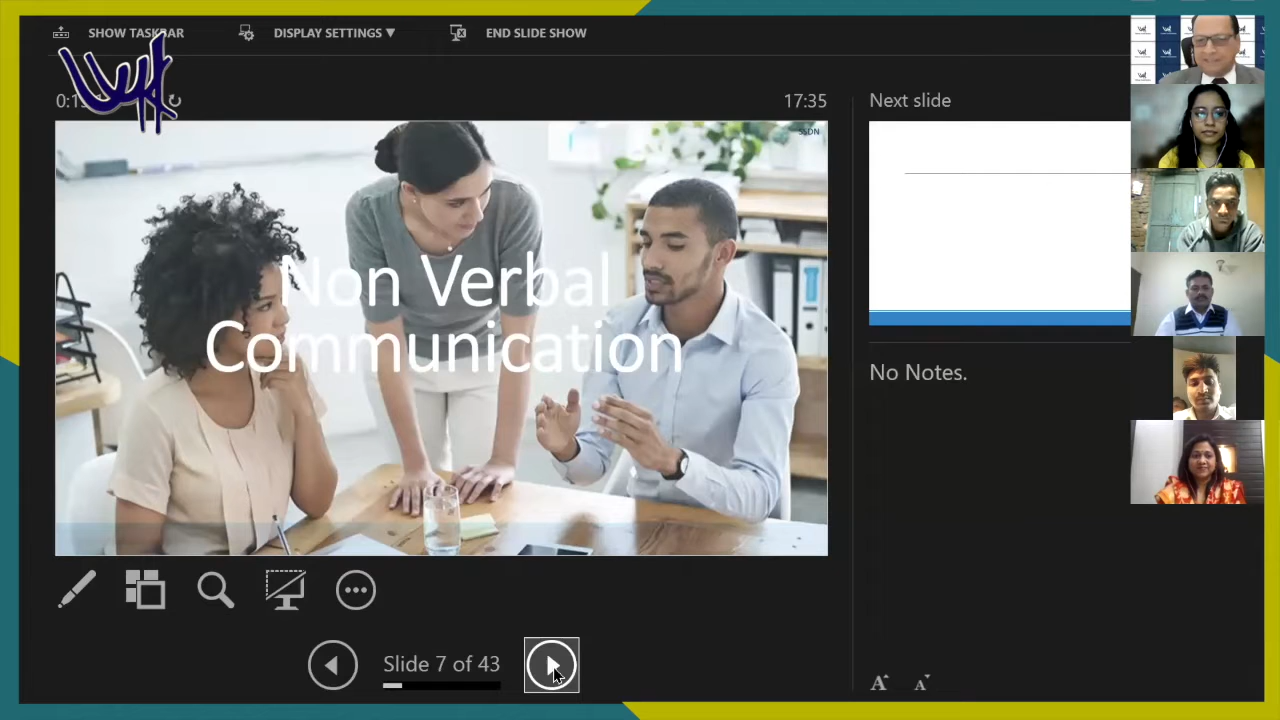 SHOW TASKBAR
DISPLAY SETTINGS ▼
END SLIDE SHOW
17:35
Next slide
SSDN
Non Verbal
Communication
No Notes.
Slide 7 of 43
A A